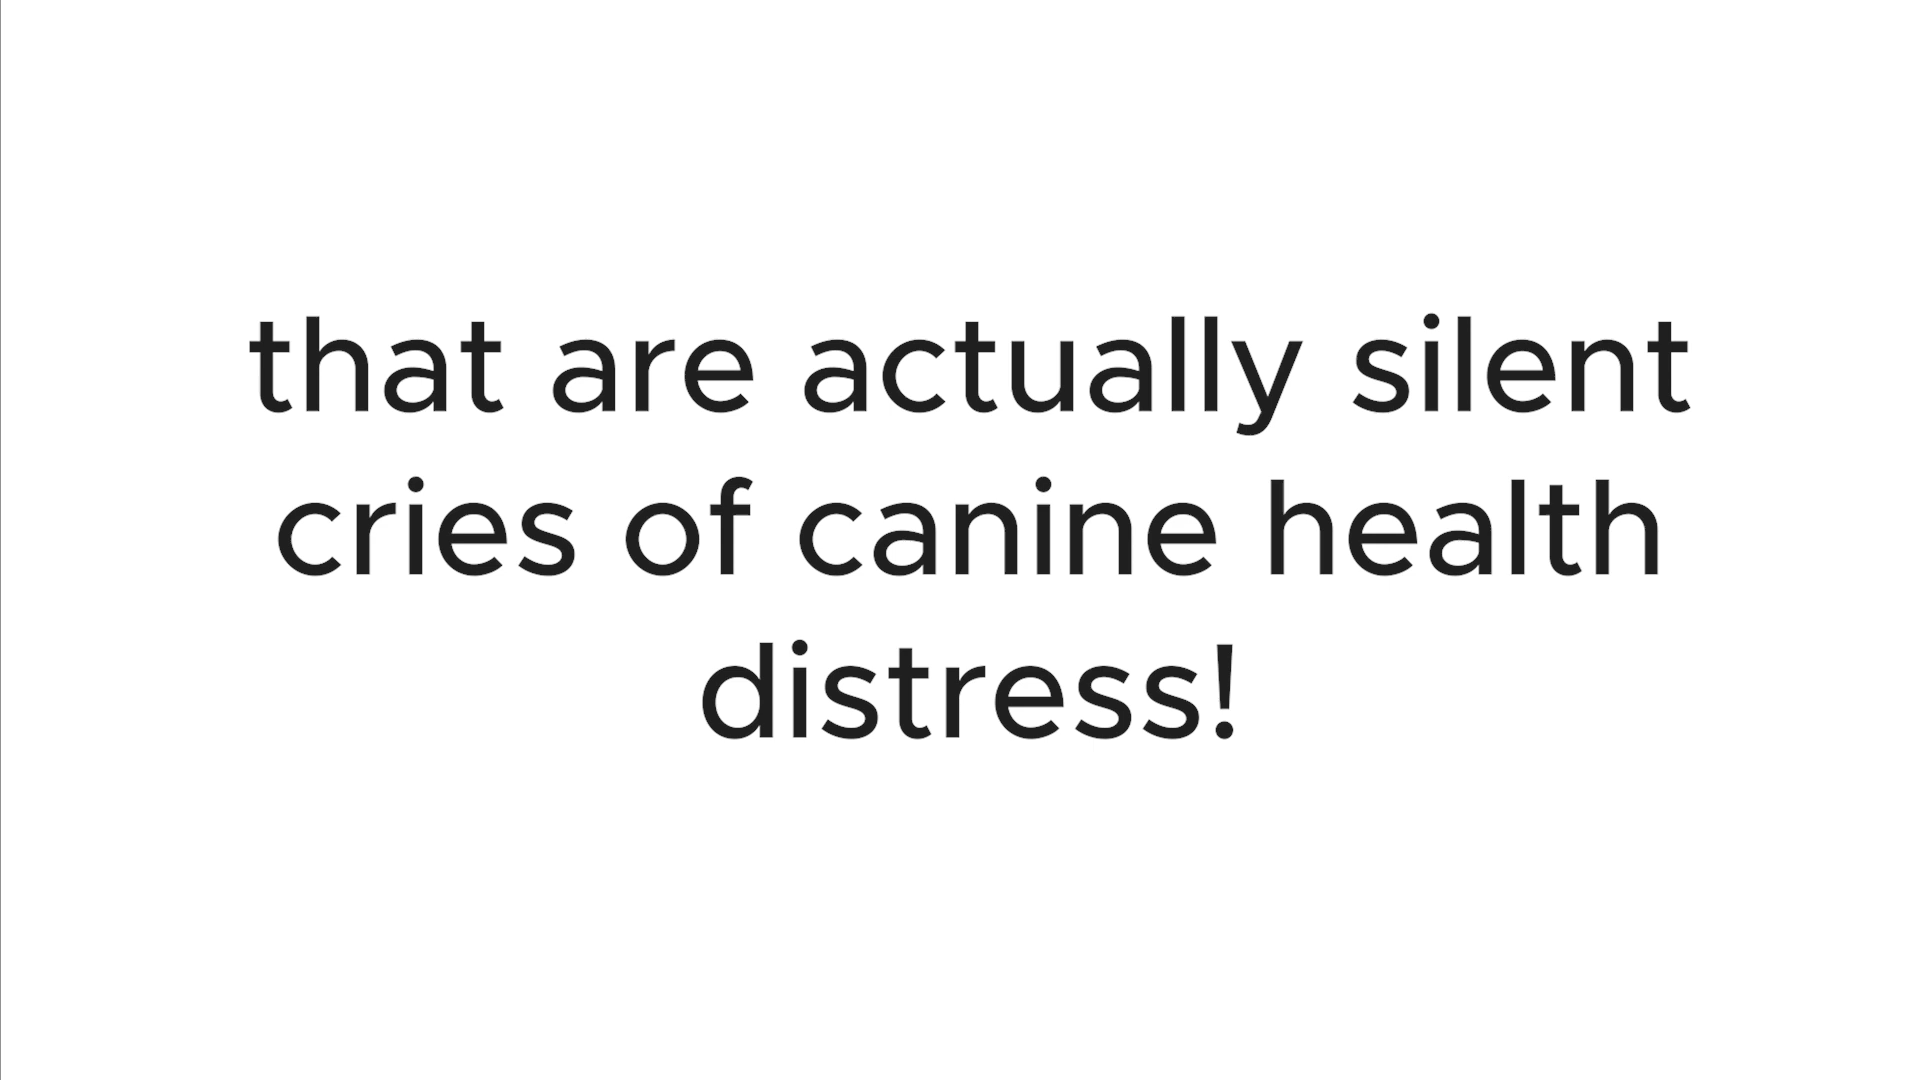 that are actually silent
cries of canine health
distress!